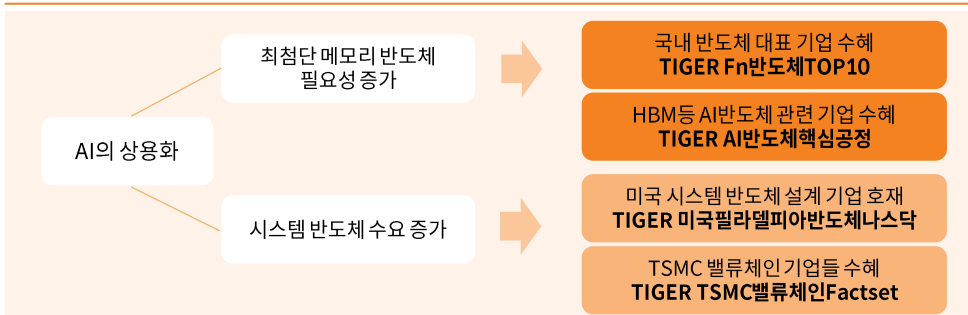 AI의 상용화
최첨단 메모리 반도체
필요성 증가
국내 반도체 대표 기업 수혜
TIGER Fn반도체TOP10
HBM등 AI반도체 관련 기업 수혜
TIGER AI반도체핵심공정
시스템 반도체 수요 증가
미국 시스템 반도체 설계 기업 호재
TIGER 미국필라델피아반도체나스닥
TSMC 밸류체인 기업들 수혜
TIGER TSMC밸류체인Factset